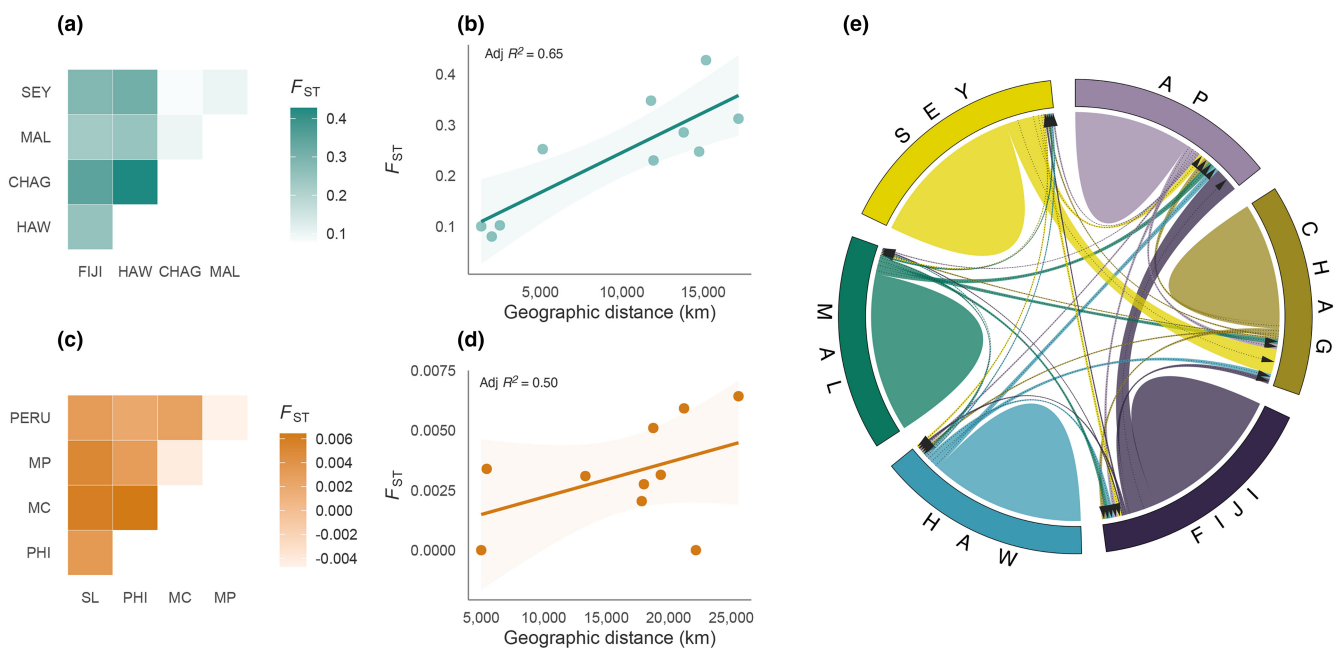 (a)
SEY
MAL
CHAG
HAW
FIJI HAW CHAG MAL
FST
0.4
0.3
0.2
0.1
(b)
Adj R² = 0.65
FST
0.4
0.3
0.2
0.1
5,000 10,000 15,000
Geographic distance (km)
(c)
PERU
MP
MC
PHI
SL PHI MC MP
FST
0.006
0.004
0.002
0.000
-0.002
-0.004
(d)
Adj R² = 0.50
FST
0.0075
0.0050
0.0025
0.0000
5,000 10,000 15,000 20,000 25,000
Geographic distance (km)
(e)
SEY
AP
CHAG
FIJI
HAW
MAL